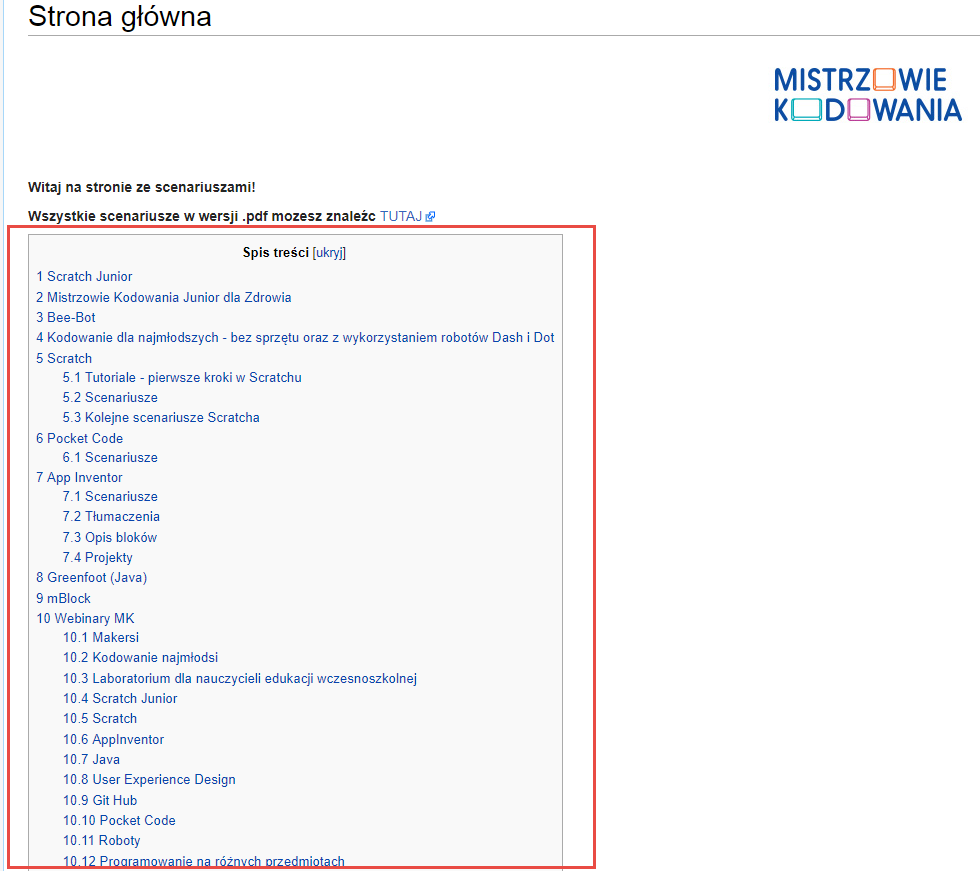 Strona główna
MISTRZOWIE
KODOWANIA
Witaj na stronie ze scenariuszami!
Wszystkie scenariusze w wersji .pdf mozesz znaleźc TUTAJ
Spis treści [ukryj]
1 Scratch Junior
2 Mistrzowie Kodowania Junior dla Zdrowia
3 Bee-Bot
4 Kodowanie dla najmłodszych - bez sprzętu oraz z wykorzystaniem robotów Dash i Dot
5 Scratch
5.1 Tutoriale - pierwsze kroki w Scratchu
5.2 Scenariusze
5.3 Kolejne scenariusze Scratcha
6 Pocket Code
6.1 Scenariusze
7 App Inventor
7.1 Scenariusze
7.2 Tłumaczenia
7.3 Opis bloków
7.4 Projekty
8 Greenfoot (Java)
9 mBlock
10 Webinary MK
10.1 Makersi
10.2 Kodowanie najmłodsi
10.3 Laboratorium dla nauczycieli edukacji wczesnoszkolnej
10.4 Scratch Junior
10.5 Scratch
10.6 AppInventor
10.7 Java
10.8 User Experience Design
10.9 Git Hub
10.10 Pocket Code
10.11 Roboty
10.12 Programowanie na różnych przedmiotach